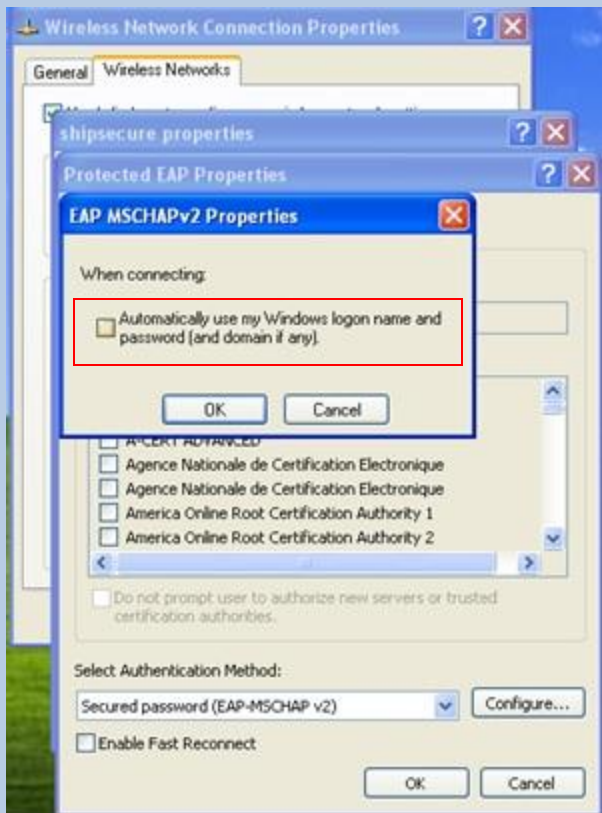 Wireless Network Connection Properties
General
Wireless Networks
shipsecure properties
Protected EAP Properties
EAP MSCHAPv2 Properties
When connecting:
Automatically use my Windows logon name and
password (and domain if any).
OK
Cancel
A-CERT ADVANCED
Agence Nationale de Certification Electronique
Agence Nationale de Certification Electronique
America Online Root Certification Authority 1
America Online Root Certification Authority 2
Do not prompt user to authorize new servers or trusted
certification authorities.
Select Authentication Method:
Secured password (EAP-MSCHAP v2)
Configure...
Enable Fast Reconnect
OK
Cancel